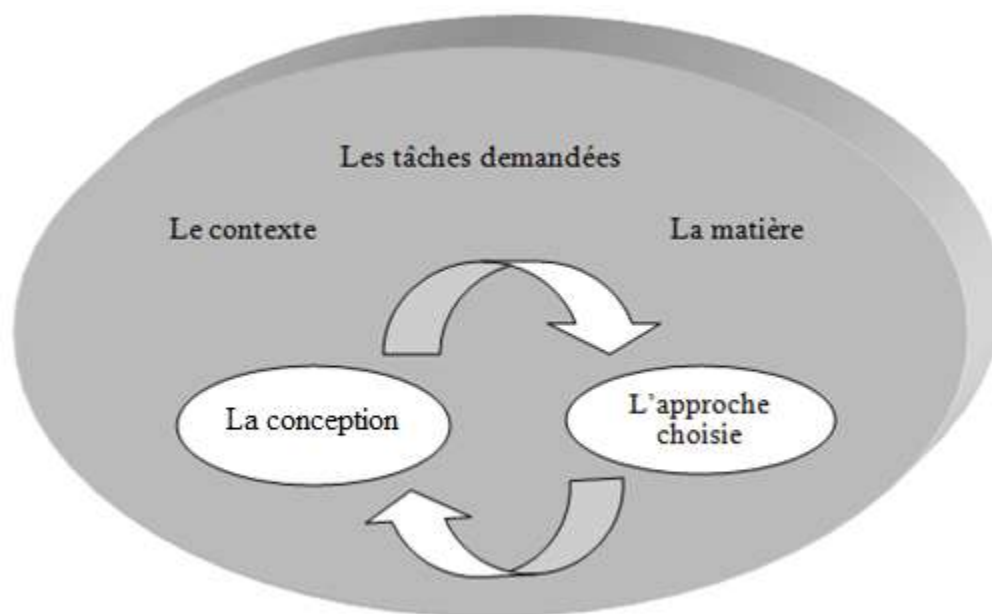 Les tâches demandées
Le contexte
La matière
La conception
L'approche
choisie